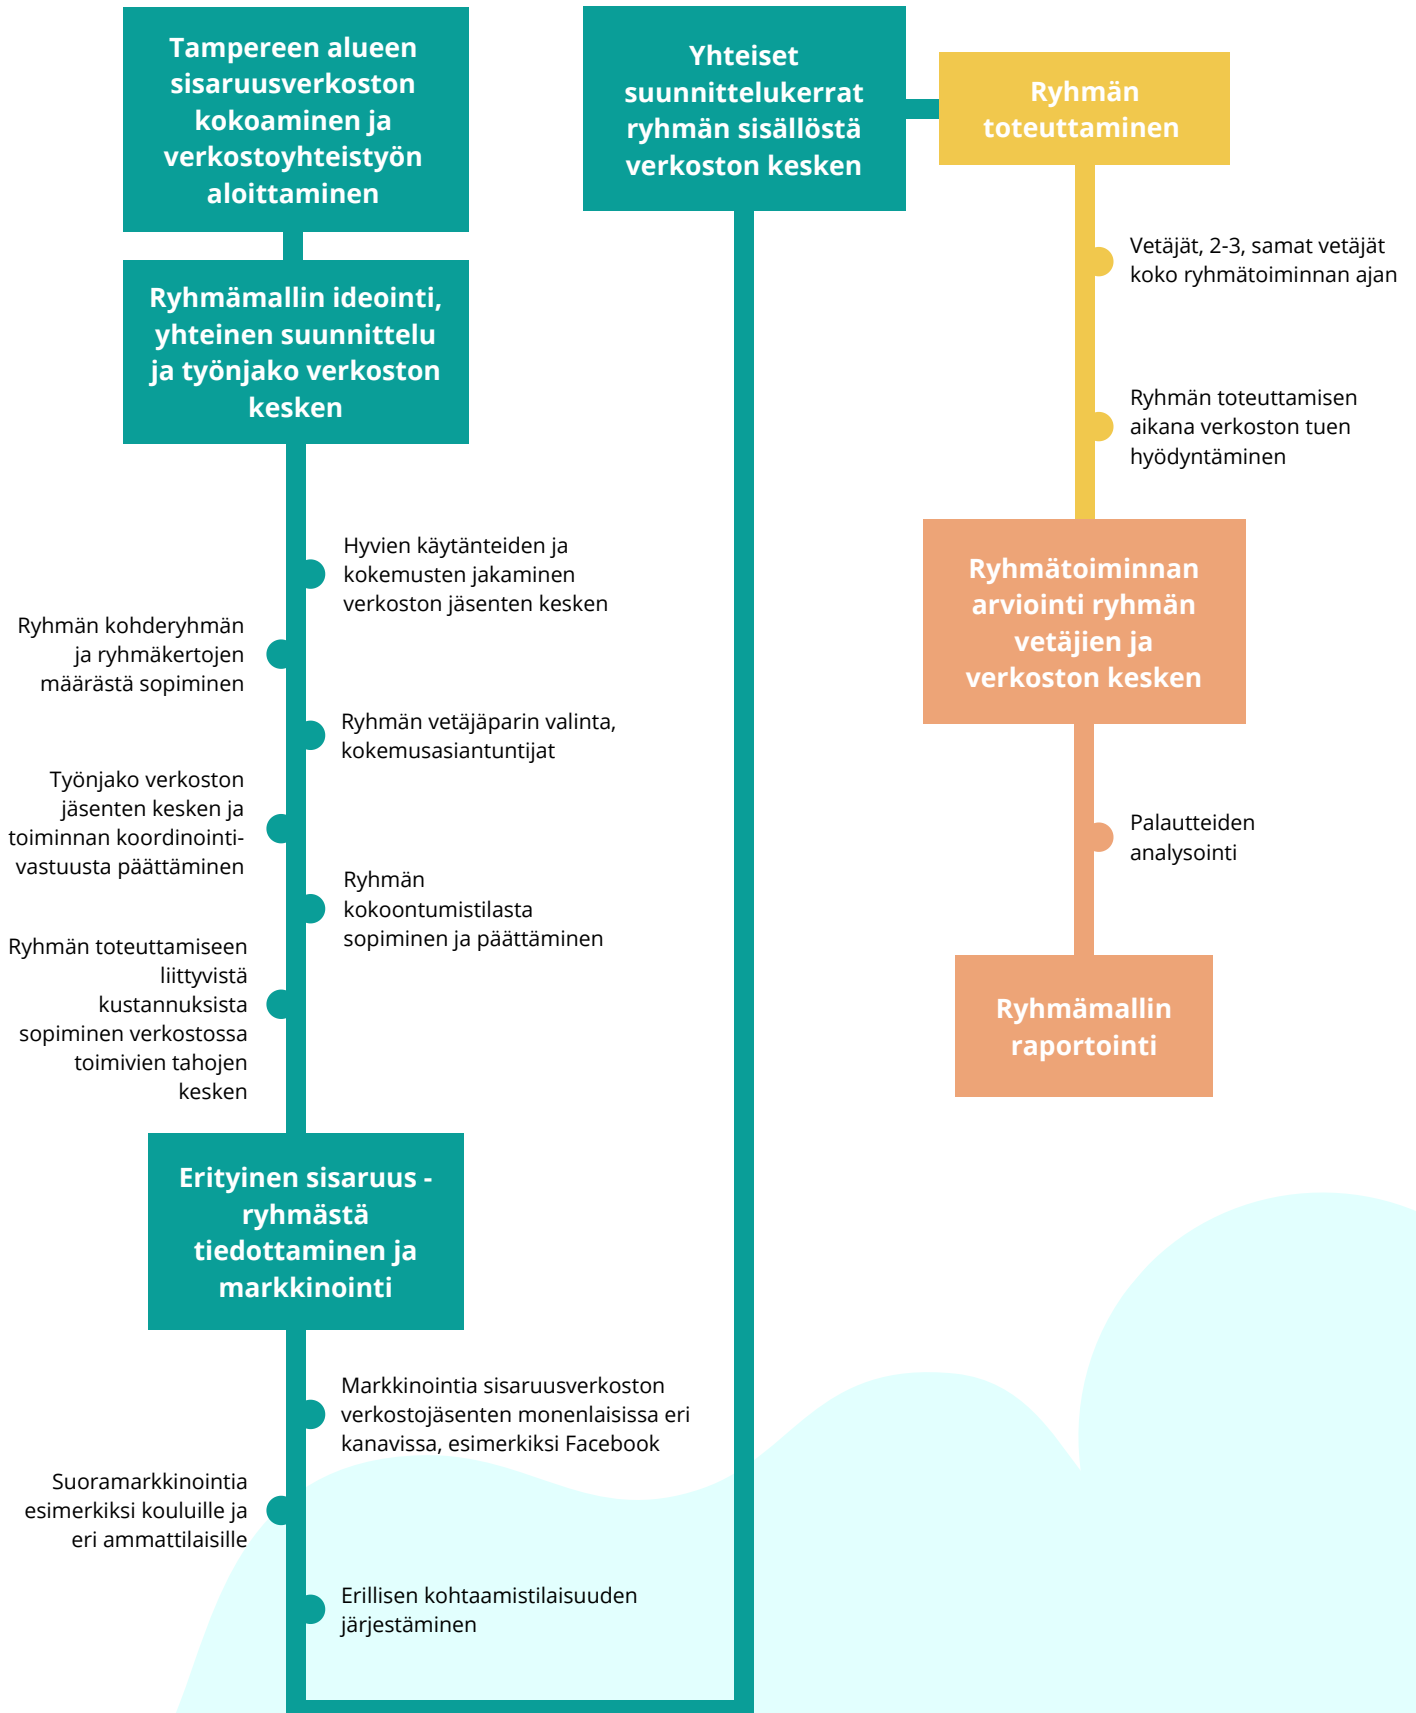 Tampereen alueen
sisaruusverkoston
kokoaminen ja
verkostoyhteistyön
aloittaminen
Ryhmämallin ideointi,
yhteinen suunnittelu
ja työnjako verkoston
kesken
Hyvien käytänteiden ja
kokemusten jakaminen
verkoston jäsenten kesken
Ryhmän kohderyhmän
ja ryhmäkertojen
määrästä sopiminen
Ryhmän vetäjäparin valinta,
kokemusasiantuntijat
Työnjako verkoston
jäsenten kesken ja
toiminnan koordinointi-
vastuusta päättäminen
Ryhmän
kokoontumistilasta
sopiminen ja päättäminen
Ryhmän toteuttamiseen
liittyvistä
kustannuksista
sopiminen verkostossa
toimivien tahojen
kesken
Erityinen sisaruus -
ryhmästä
tiedottaminen ja
markkinointi
Markkinointia sisaruusverkoston
verkostojäsenten monenlaisissa eri
kanavissa, esimerkiksi Facebook
Suoramarkkinointia
esimerkiksi kouluille ja
eri ammattilaisille
Erillisen kohtaamistilaisuuden
järjestäminen
Yhteiset
suunnittelukerrat
ryhmän sisällöstä
verkoston kesken
Ryhmän
toteuttaminen
Vetäjät, 2-3, samat vetäjät
koko ryhmätoiminnan ajan
Ryhmän toteuttamisen
aikana verkoston tuen
hyödyntäminen
Ryhmätoiminnan
arviointi ryhmän
vetäjien ja
verkoston kesken
Palautteiden
analysointi
Ryhmämallin
raportointi